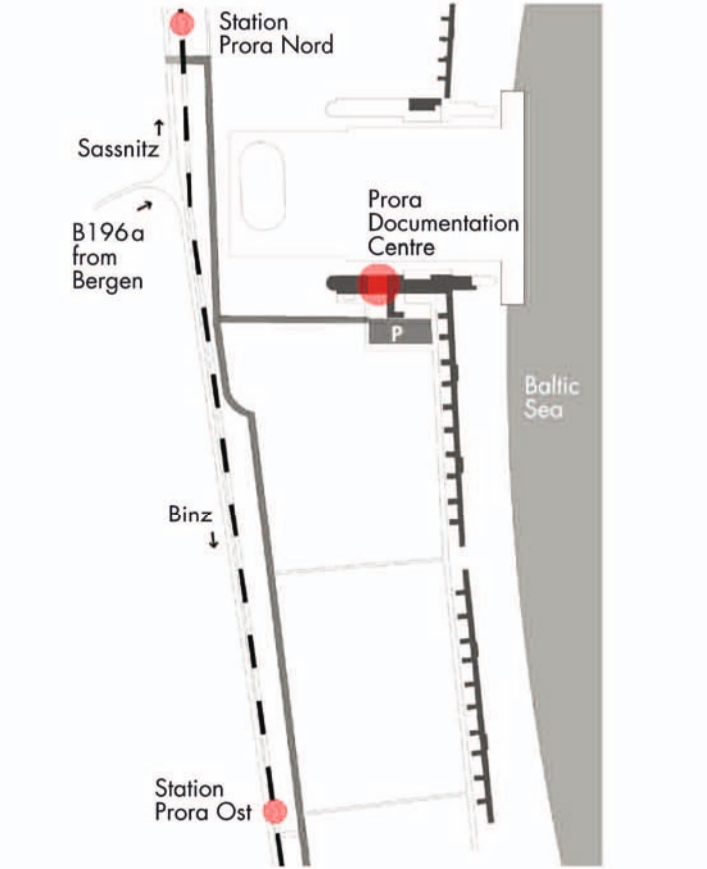 Station
Prora Nord
Sassnitz
B196a
from
Bergen
Prora
Documentation
Centre
P
Baltic
Sea
Binz
Station
Prora Ost